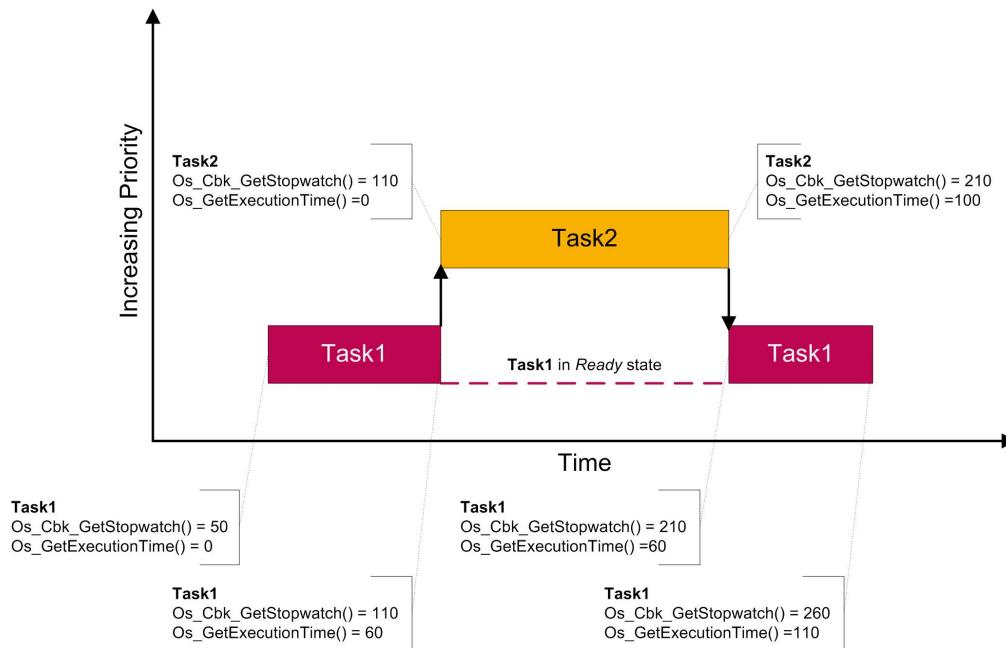 Increasing Priority
Task2
Os_Cbk_GetStopwatch() = 110
Os_GetExecutionTime() =0
Task2
Os_Cbk_GetStopwatch() = 210
Os_GetExecutionTime() =100
Task2
Task1
Task1 in Ready state
Task1
Time
Task1
Os_Cbk_GetStopwatch() = 50
Os_GetExecutionTime() = 0
Task1
Os_Cbk_GetStopwatch() = 210
Os_GetExecutionTime() =60
Task1
Os_Cbk_GetStopwatch() = 110
Os_GetExecutionTime() = 60
Task1
Os_Cbk_GetStopwatch() = 260
Os_GetExecutionTime() =110